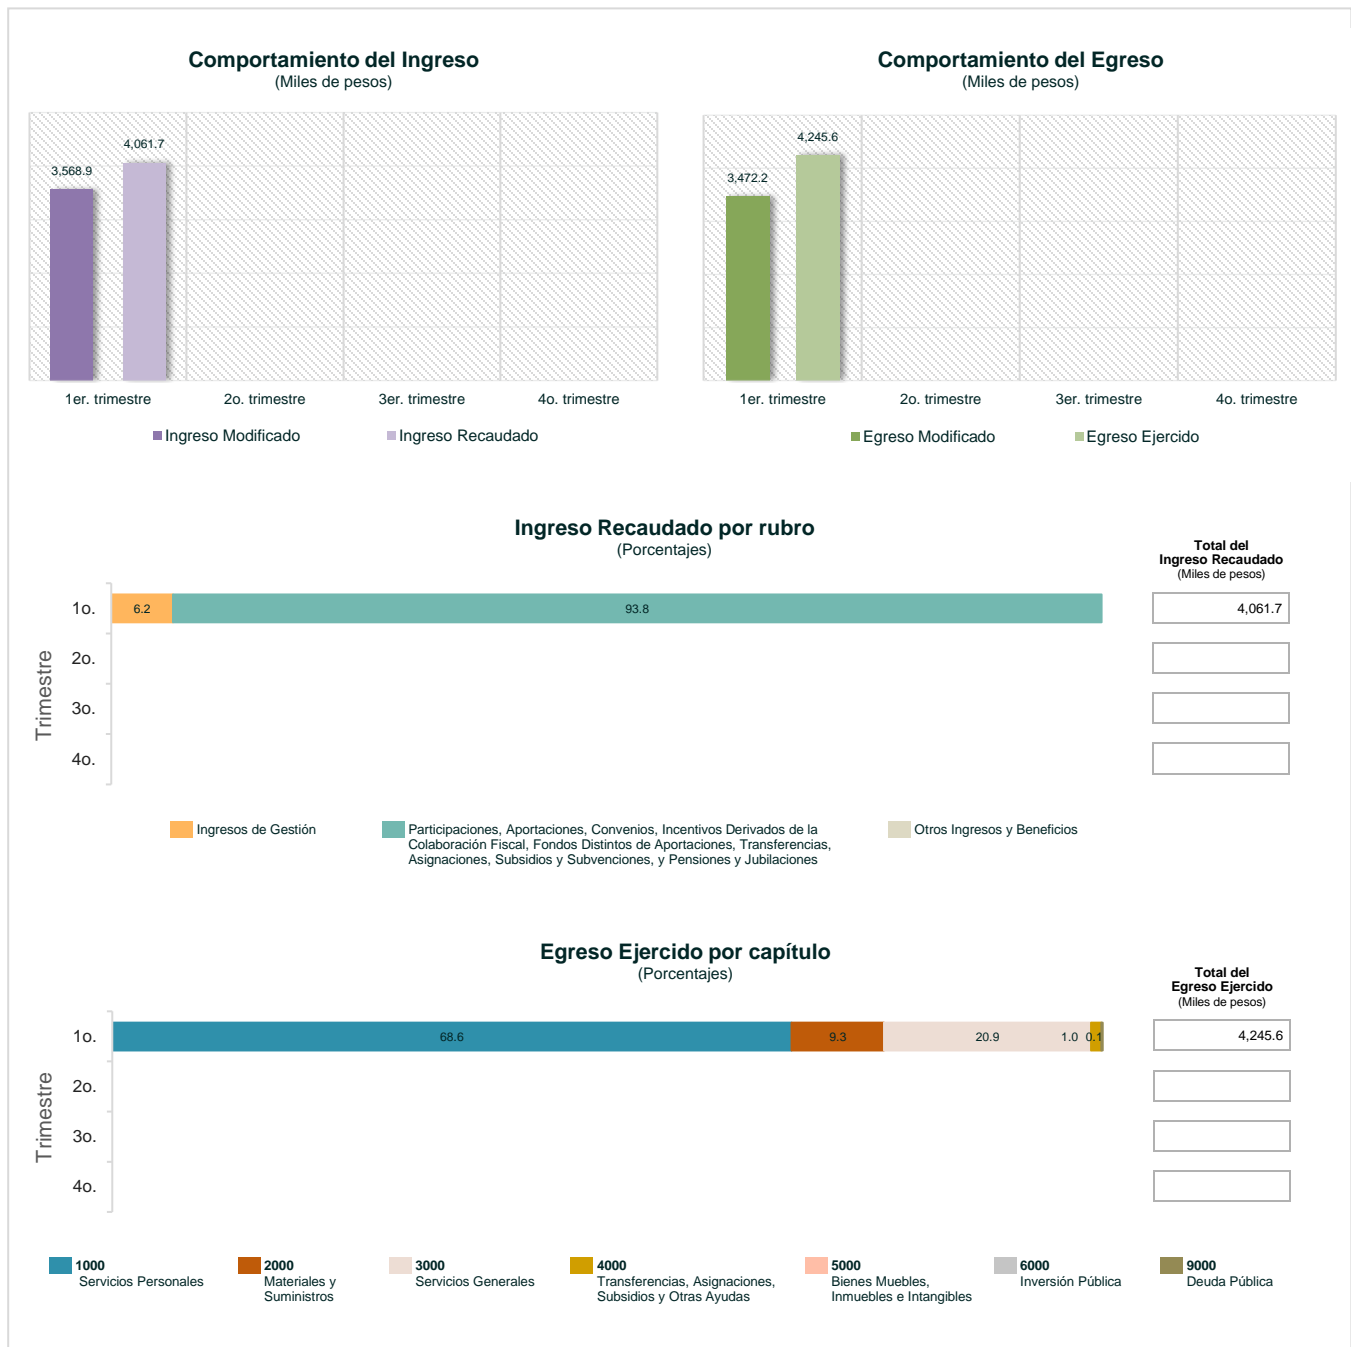 Comportamiento del Ingreso
(Miles de pesos)
3,568.9
4,061.7
1er. trimestre
2o. trimestre
3er. trimestre
4o. trimestre
Ingreso Modificado
Ingreso Recaudado
Comportamiento del Egreso
(Miles de pesos)
3,472.2
4,245.6
1er. trimestre
2o. trimestre
3er. trimestre
4o. trimestre
Egreso Modificado
Egreso Ejercido
Ingreso Recaudado por rubro
(Porcentajes)
Total del
Ingreso Recaudado
(Miles de pesos)
Trimestre
1o.
6.2
93.8
4,061.7
2o.
3o.
4o.
Ingresos de Gestión
Participaciones, Aportaciones, Convenios, Incentivos Derivados de la
Colaboración Fiscal, Fondos Distintos de Aportaciones, Transferencias,
Asignaciones, Subsidios y Subvenciones, y Pensiones y Jubilaciones
Otros Ingresos y Beneficios
Egreso Ejercido por capítulo
(Porcentajes)
Total del
Egreso Ejercido
(Miles de pesos)
Trimestre
1o.
68.6
9.3
20.9
1.0
0.1
4,245.6
2o.
3o.
4o.
1000
Servicios Personales
2000
Materiales y
Suministros
3000
Servicios Generales
4000
Transferencias, Asignaciones,
Subsidios y Otras Ayudas
5000
Bienes Muebles,
Inmuebles e Intangibles
6000
Inversión Pública
9000
Deuda Pública